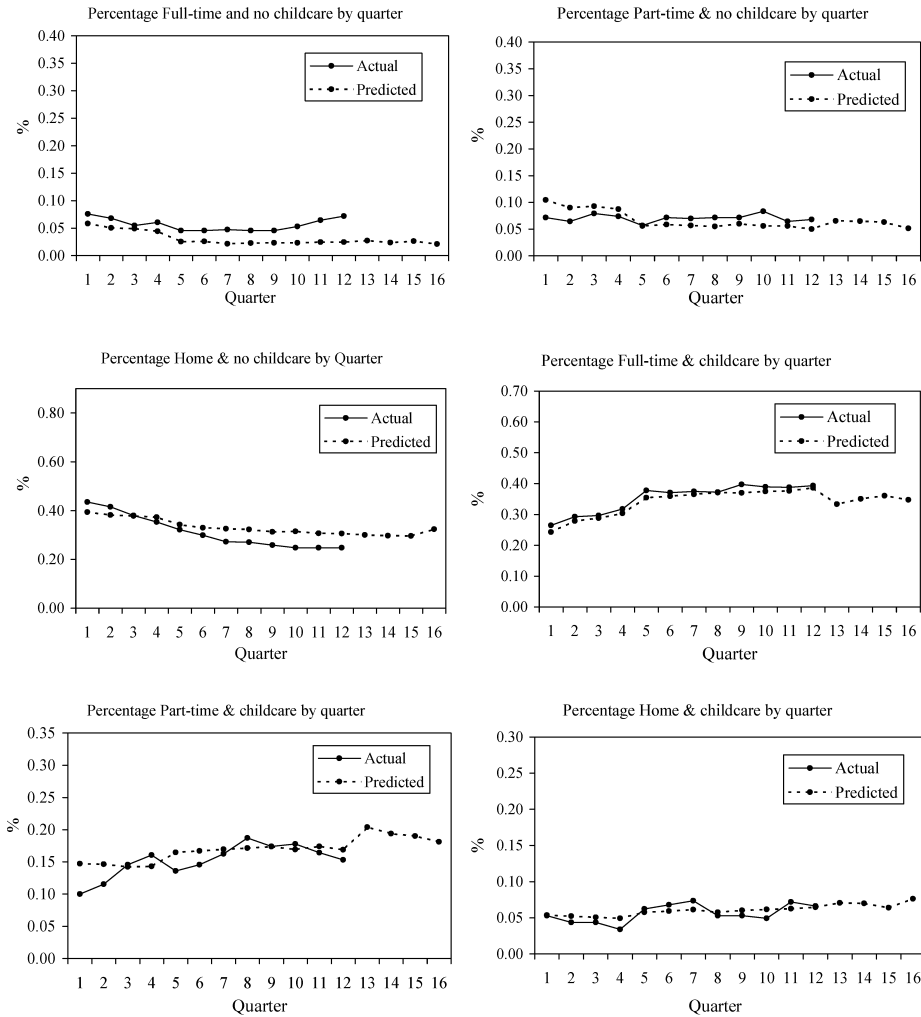 Percentage Full-time and no childcare by quarter
0.40
0.35
0.30
0.25
0.20
0.15
0.10
0.05
0.00
%
Actual
Predicted
1 2 3 4 5 6 7 8 9 10 11 12 13 14 15 16
Quarter
Percentage Part-time & no childcare by quarter
0.40
0.35
0.30
0.25
0.20
0.15
0.10
0.05
0.00
%
Actual
Predicted
1 2 3 4 5 6 7 8 9 10 11 12 13 14 15 16
Quarter
Percentage Home & no childcare by Quarter
0.80
0.60
0.40
0.20
0.00
%
Actual
Predicted
1 2 3 4 5 6 7 8 9 10 11 12 13 14 15 16
Quarter
Percentage Full-time & childcare by quarter
0.70
0.60
0.50
0.40
0.30
0.20
0.10
0.00
%
Actual
Predicted
1 2 3 4 5 6 7 8 9 10 11 12 13 14 15 16
Quarter
Percentage Part-time & childcare by quarter
0.35
0.30
0.25
0.20
0.15
0.10
0.05
0.00
%
Actual
Predicted
1 2 3 4 5 6 7 8 9 10 11 12 13 14 15 16
Quarter
Percentage Home & childcare by quarter
0.30
0.25
0.20
0.15
0.10
0.05
0.00
%
Actual
Predicted
1 2 3 4 5 6 7 8 9 10 11 12 13 14 15 16
Quarter